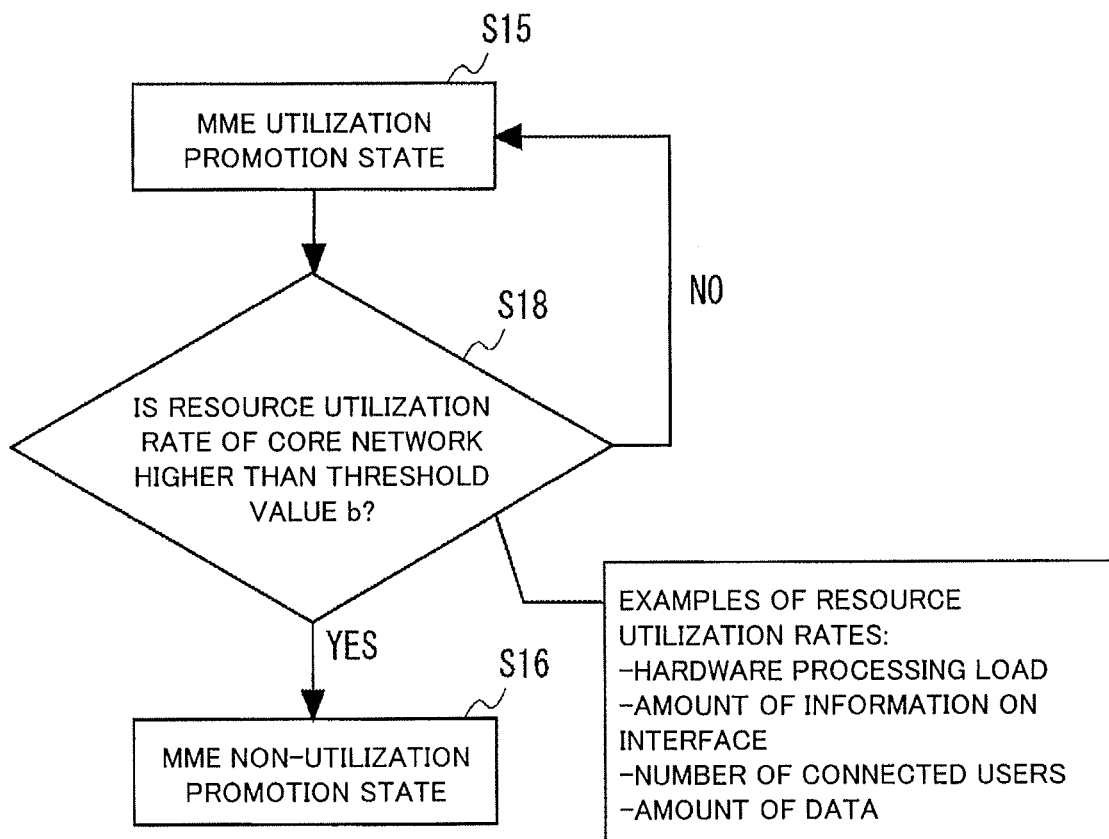 S15
MME UTILIZATION
PROMOTION STATE
NO
S18
IS RESOURCE UTILIZATION
RATE OF CORE NETWORK
HIGHER THAN THRESHOLD
VALUE b?
YES
S16
MME NON-UTILIZATION
PROMOTION STATE
EXAMPLES OF RESOURCE
UTILIZATION RATES:
-HARDWARE PROCESSING LOAD
-AMOUNT OF INFORMATION ON
INTERFACE
-NUMBER OF CONNECTED USERS
-AMOUNT OF DATA